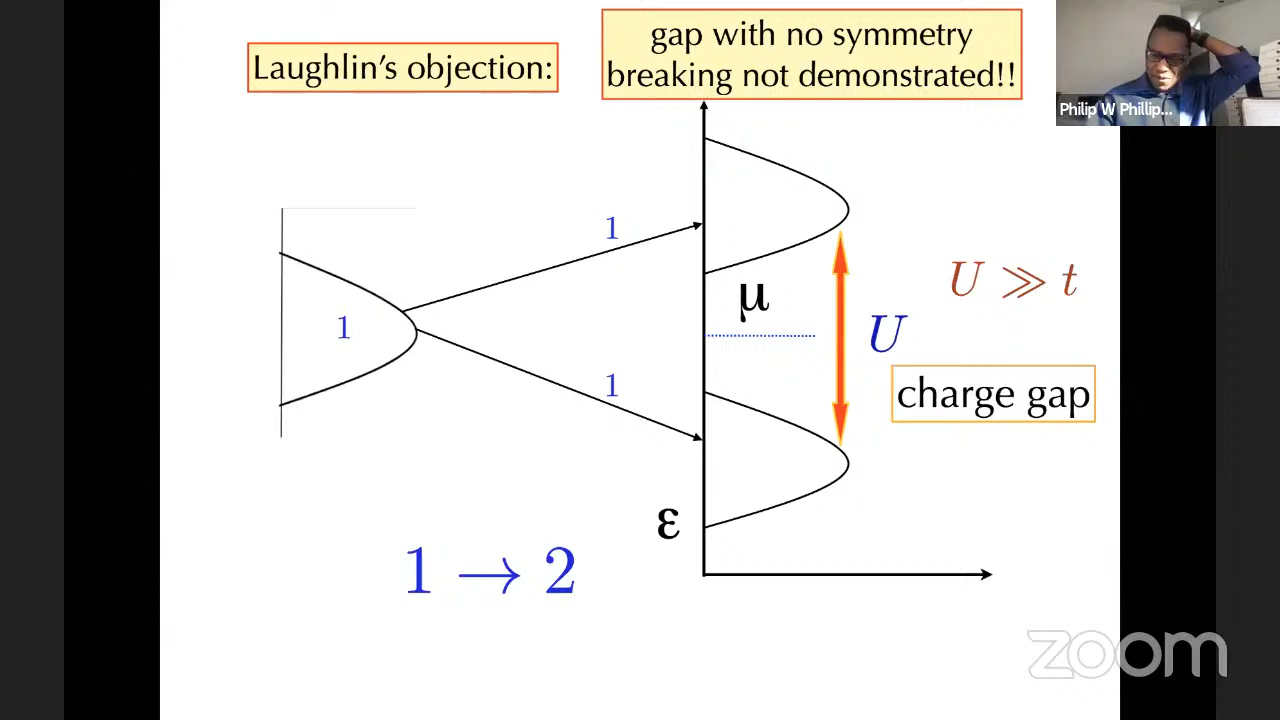 Laughlin's objection:
gap with no symmetry
breaking not demonstrated!!
Philip W Phillip...
1
1
1
μ
U ≫ t
U
charge gap
ε
1 → 2
zoom